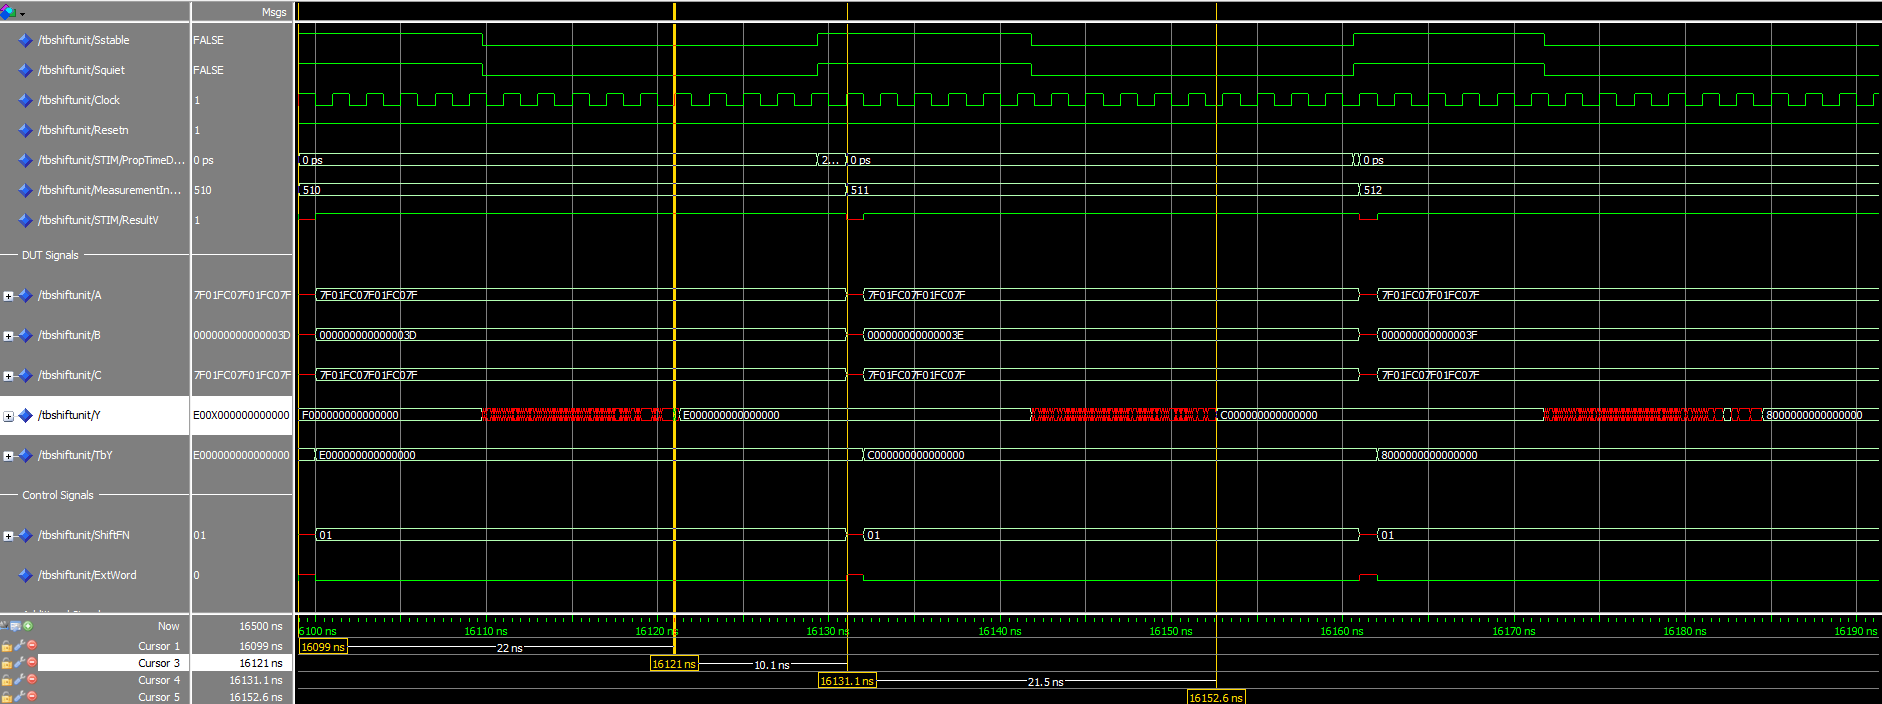 Msgs
/tbshiftunit/Sstable FALSE
/tbshiftunit/Squiet FALSE
/tbshiftunit/Clock 1
/tbshiftunit/Resetn 1
/tbshiftunit/STIM/PropTimeD... 0 ps 0 ps 2... 0 ps 0 ps
/tbshiftunit/MeasurementIn... 510 510 511 512
/tbshiftunit/STIM/ResultV 1
DUT Signals
/tbshiftunit/A 7F01FC07F01FC07F 7F01FC07F01FC07F 7F01FC07F01FC07F 7F01FC07F01FC07F
/tbshiftunit/B 000000000000003D 000000000000003D 000000000000003E 000000000000003F
/tbshiftunit/C 7F01FC07F01FC07F 7F01FC07F01FC07F 7F01FC07F01FC07F 7F01FC07F01FC07F
/tbshiftunit/Y E00X000000000000 F000000000000000 E000000000000000 C000000000000000 8000000000000000
/tbshiftunit/TbY E000000000000000 E000000000000000 C000000000000000 8000000000000000
Control Signals
/tbshiftunit/ShiftFN 01 01 01 01
/tbshiftunit/ExtWord 0
Now 16500 ns 16110 ns 16120 ns 16130 ns 16140 ns 16150 ns 16160 ns 16170 ns 16180 ns 16190 ns
Cursor 1 16099 ns 16099 ns 22 ns
Cursor 3 16121 ns 16121 ns 10.1 ns
Cursor 4 16131.1 ns 16131.1 ns 21.5 ns
Cursor 5 16152.6 ns 16152.6 ns